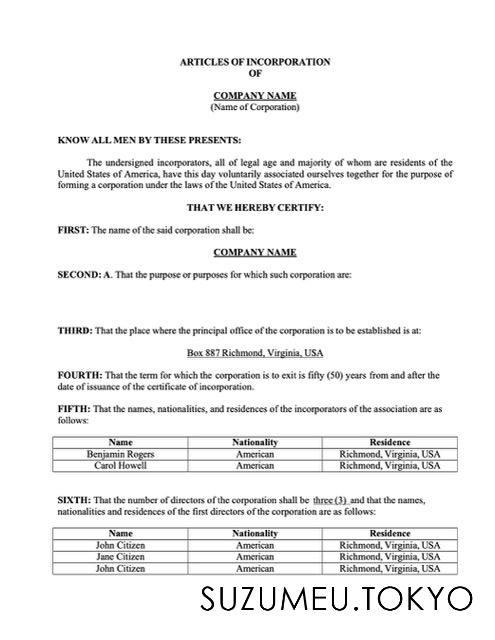 ARTICLES OF INCORPORATION
OF
COMPANY NAME
(Name of Corporation)
KNOW ALL MEN BY THESE PRESENTS:
The undersigned incorporators, all of legal age and majority of whom are residents of the
United States of America, have this day voluntarily associated ourselves together for the purpose of
forming a corporation under the laws of the United States of America.
THAT WE HEREBY CERTIFY:
FIRST: The name of the said corporation shall be:
COMPANY NAME
SECOND: A. That the purpose or purposes for which such corporation are:
THIRD: That the place where the principal office of the corporation is to be established is at:
Box 887 Richmond, Virginia, USA
FOURTH: That the term for which the corporation is to exit is fifty (50) years from and after the
date of issuance of the certificate of incorporation.
FIFTH: That the names, nationalities, and residences of the incorporators of the association are as
follows:
Name Nationality Residence
Benjamin Rogers American Richmond, Virginia, USA
Carol Howell American Richmond, Virginia, USA
SIXTH: That the number of directors of the corporation shall be three (3) and that the names,
nationalities and residences of the first directors of the corporation are as follows:
Name Nationality Residence
John Citizen American Richmond, Virginia, USA
Jane Citizen American Richmond, Virginia, USA
John Citizen American Richmond, Virginia, USA
SUZUMEU.TOKYO